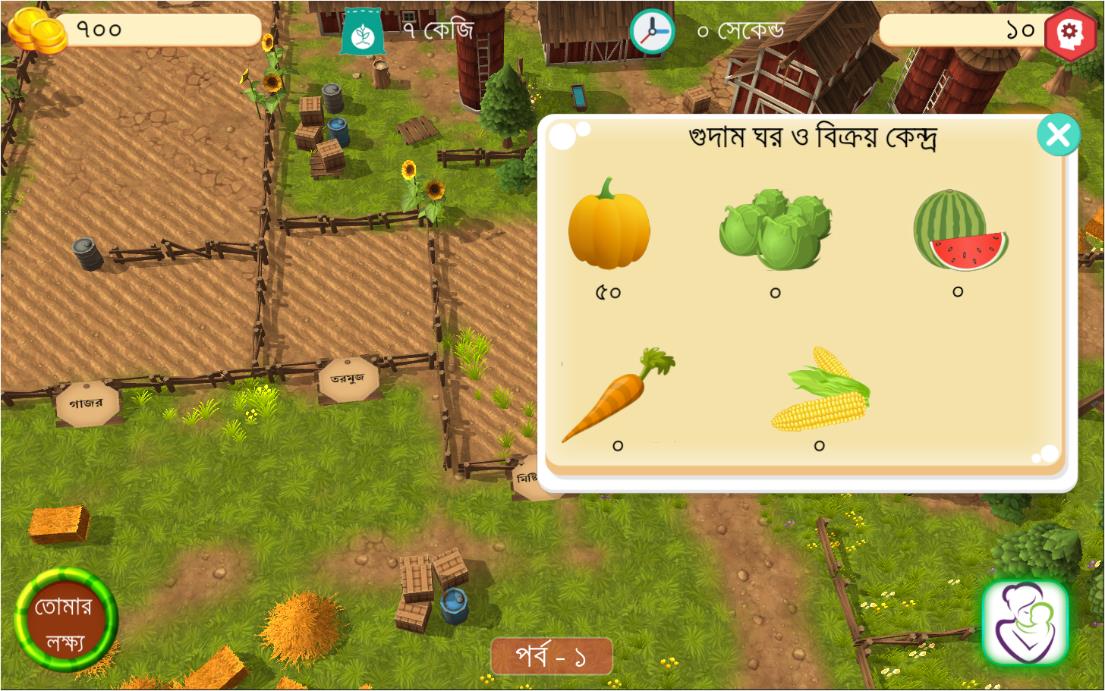 ৭০০
৭ কেজি
০ সেকেন্ড
১০
গুদাম ঘর ও বিক্রয় কেন্দ্র
৫০
০
০
০
০
গাজর
তরমুজ
মিষ্টি
তোমার
লক্ষ্য
পর্ব - ১